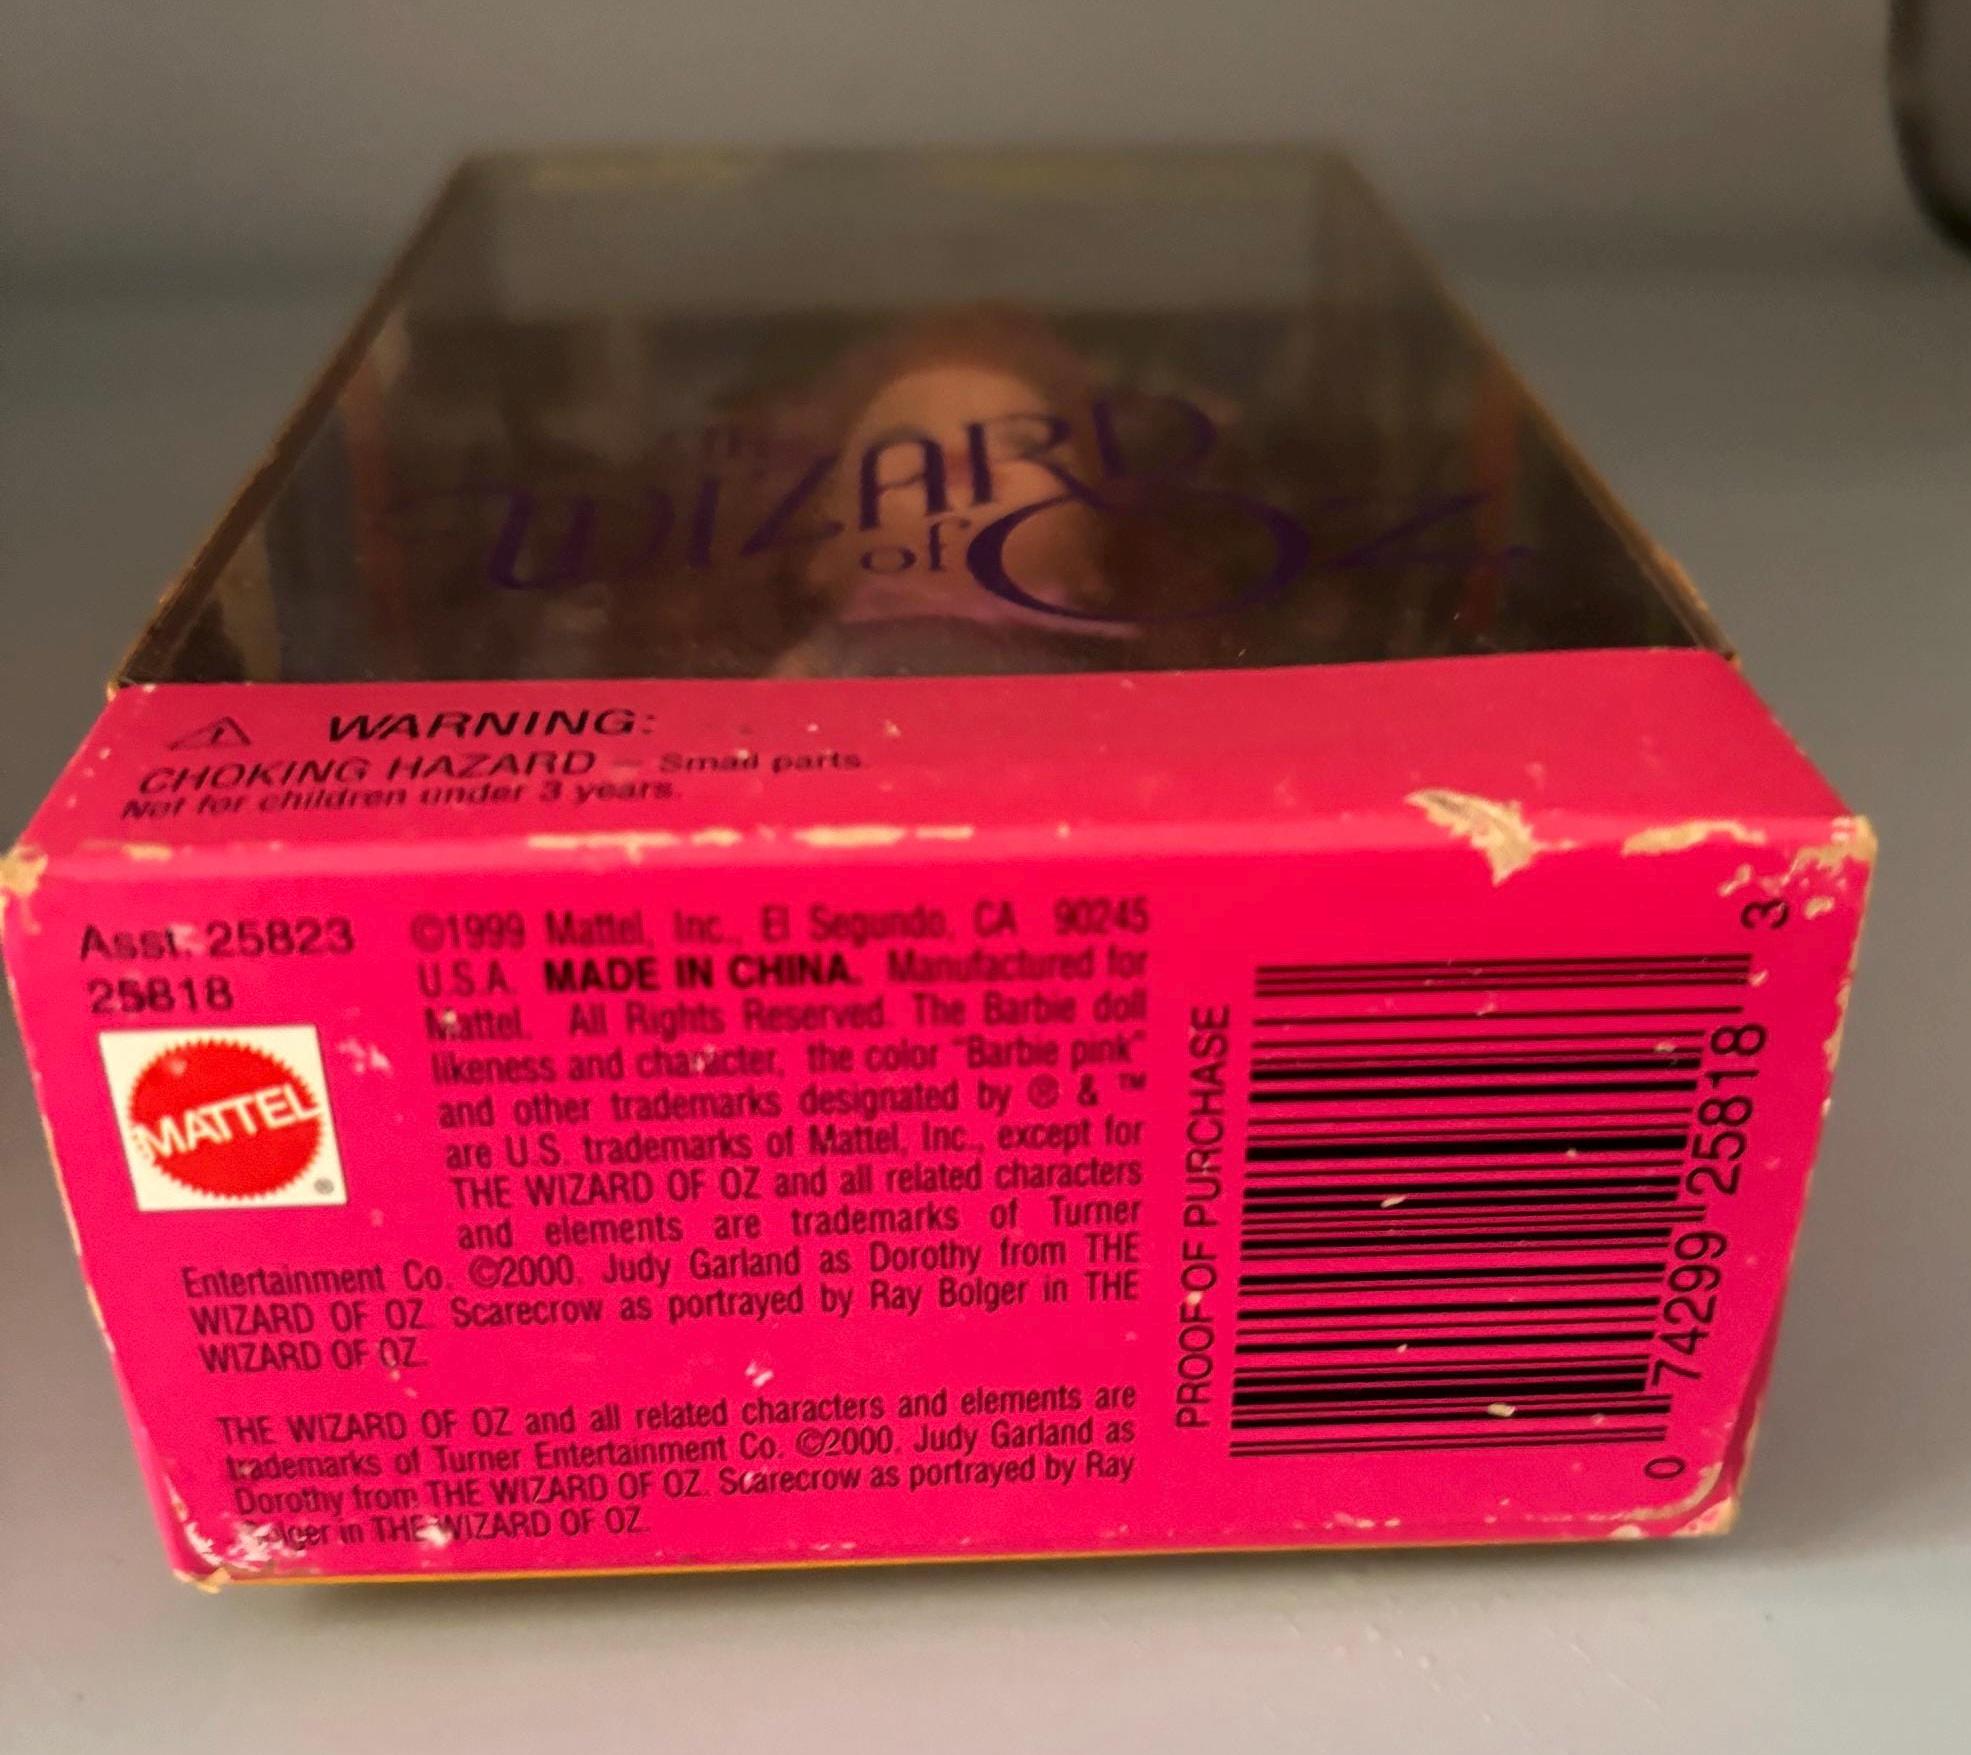 THE
WIZARD
of OZ
WARNING:
CHOKING HAZARD – Small parts.
Not for children under 3 years.
Asst. 25823
25818
MATTEL
®
©1999 Mattel, Inc., El Segundo, CA 90245
U.S.A. MADE IN CHINA. Manufactured for
Mattel. All Rights Reserved. The Barbie doll
likeness and character, the color "Barbie pink"
and other trademarks designated by ® & ™
are U.S. trademarks of Mattel, Inc., except for
THE WIZARD OF OZ and all related characters
and elements are trademarks of Turner
Entertainment Co. ©2000. Judy Garland as Dorothy from THE
WIZARD OF OZ. Scarecrow as portrayed by Ray Bolger in THE
WIZARD OF OZ.
THE WIZARD OF OZ and all related characters and elements are
trademarks of Turner Entertainment Co. ©2000. Judy Garland as
Dorothy from THE WIZARD OF OZ. Scarecrow as portrayed by Ray
Bolger in THE WIZARD OF OZ.
PROOF OF PURCHASE
0 74299 25818 3